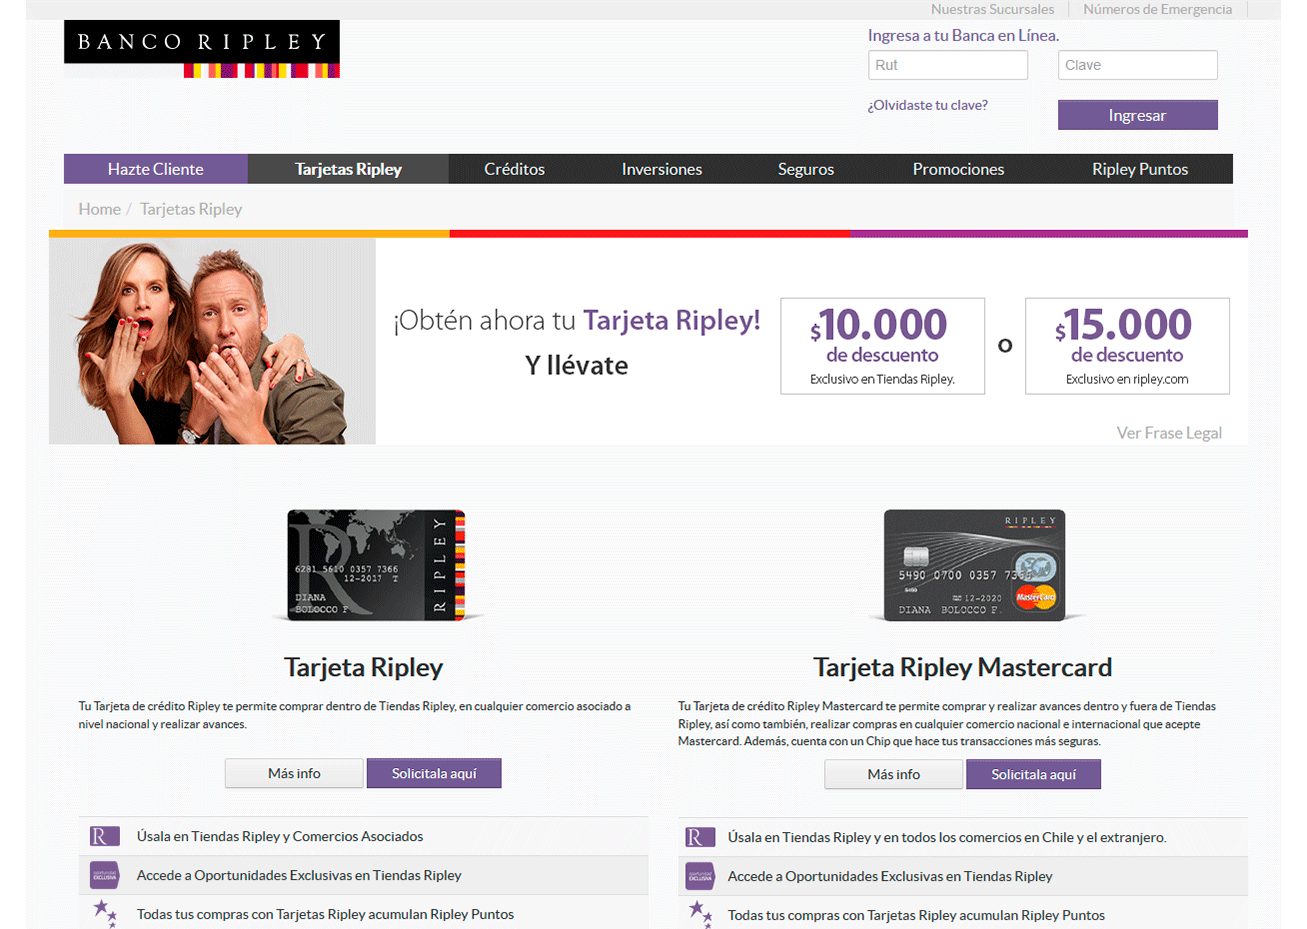 Nuestras Sucursales
Números de Emergencia
BANCO RIPLEY
Ingresa a tu Banca en Línea.
Rut
Clave
¿Olvidaste tu clave?
Ingresar
Hazte Cliente
Tarjetas Ripley
Créditos
Inversiones
Seguros
Promociones
Ripley Puntos
Home / Tarjetas Ripley
¡Obtén ahora tu Tarjeta Ripley!
Y llévate
$10.000
de descuento
Exclusivo en Tiendas Ripley.
o
$15.000
de descuento
Exclusivo en ripley.com
Ver Frase Legal
R
RIPLEY
6281 5610 0357 7366
12-2017 T
DIANA
BOLOCCO F
RIPLEY
5490 0700 0357 73
5490
12-2020
DIANA BOLOCCO F.
MasterCard
Tarjeta Ripley
Tu Tarjeta de crédito Ripley te permite comprar dentro de Tiendas Ripley, en cualquier comercio asociado a
nivel nacional y realizar avances.
Más info
Solicitala aquí
R
Úsala en Tiendas Ripley y Comercios Asociados
oportunidad
EXCLUSIVA
Accede a Oportunidades Exclusivas en Tiendas Ripley
Todas tus compras con Tarjetas Ripley acumulan Ripley Puntos
Tarjeta Ripley Mastercard
Tu Tarjeta de crédito Ripley Mastercard te permite comprar y realizar avances dentro y fuera de Tiendas
Ripley, así como también, realizar compras en cualquier comercio nacional e internacional que acepte
Mastercard. Además, cuenta con un Chip que hace tus transacciones más seguras.
Más info
Solicitala aquí
R
Úsala en Tiendas Ripley y en todos los comercios en Chile y el extranjero.
oportunidad
EXCLUSIVA
Accede a Oportunidades Exclusivas en Tiendas Ripley
Todas tus compras con Tarjetas Ripley acumulan Ripley Puntos